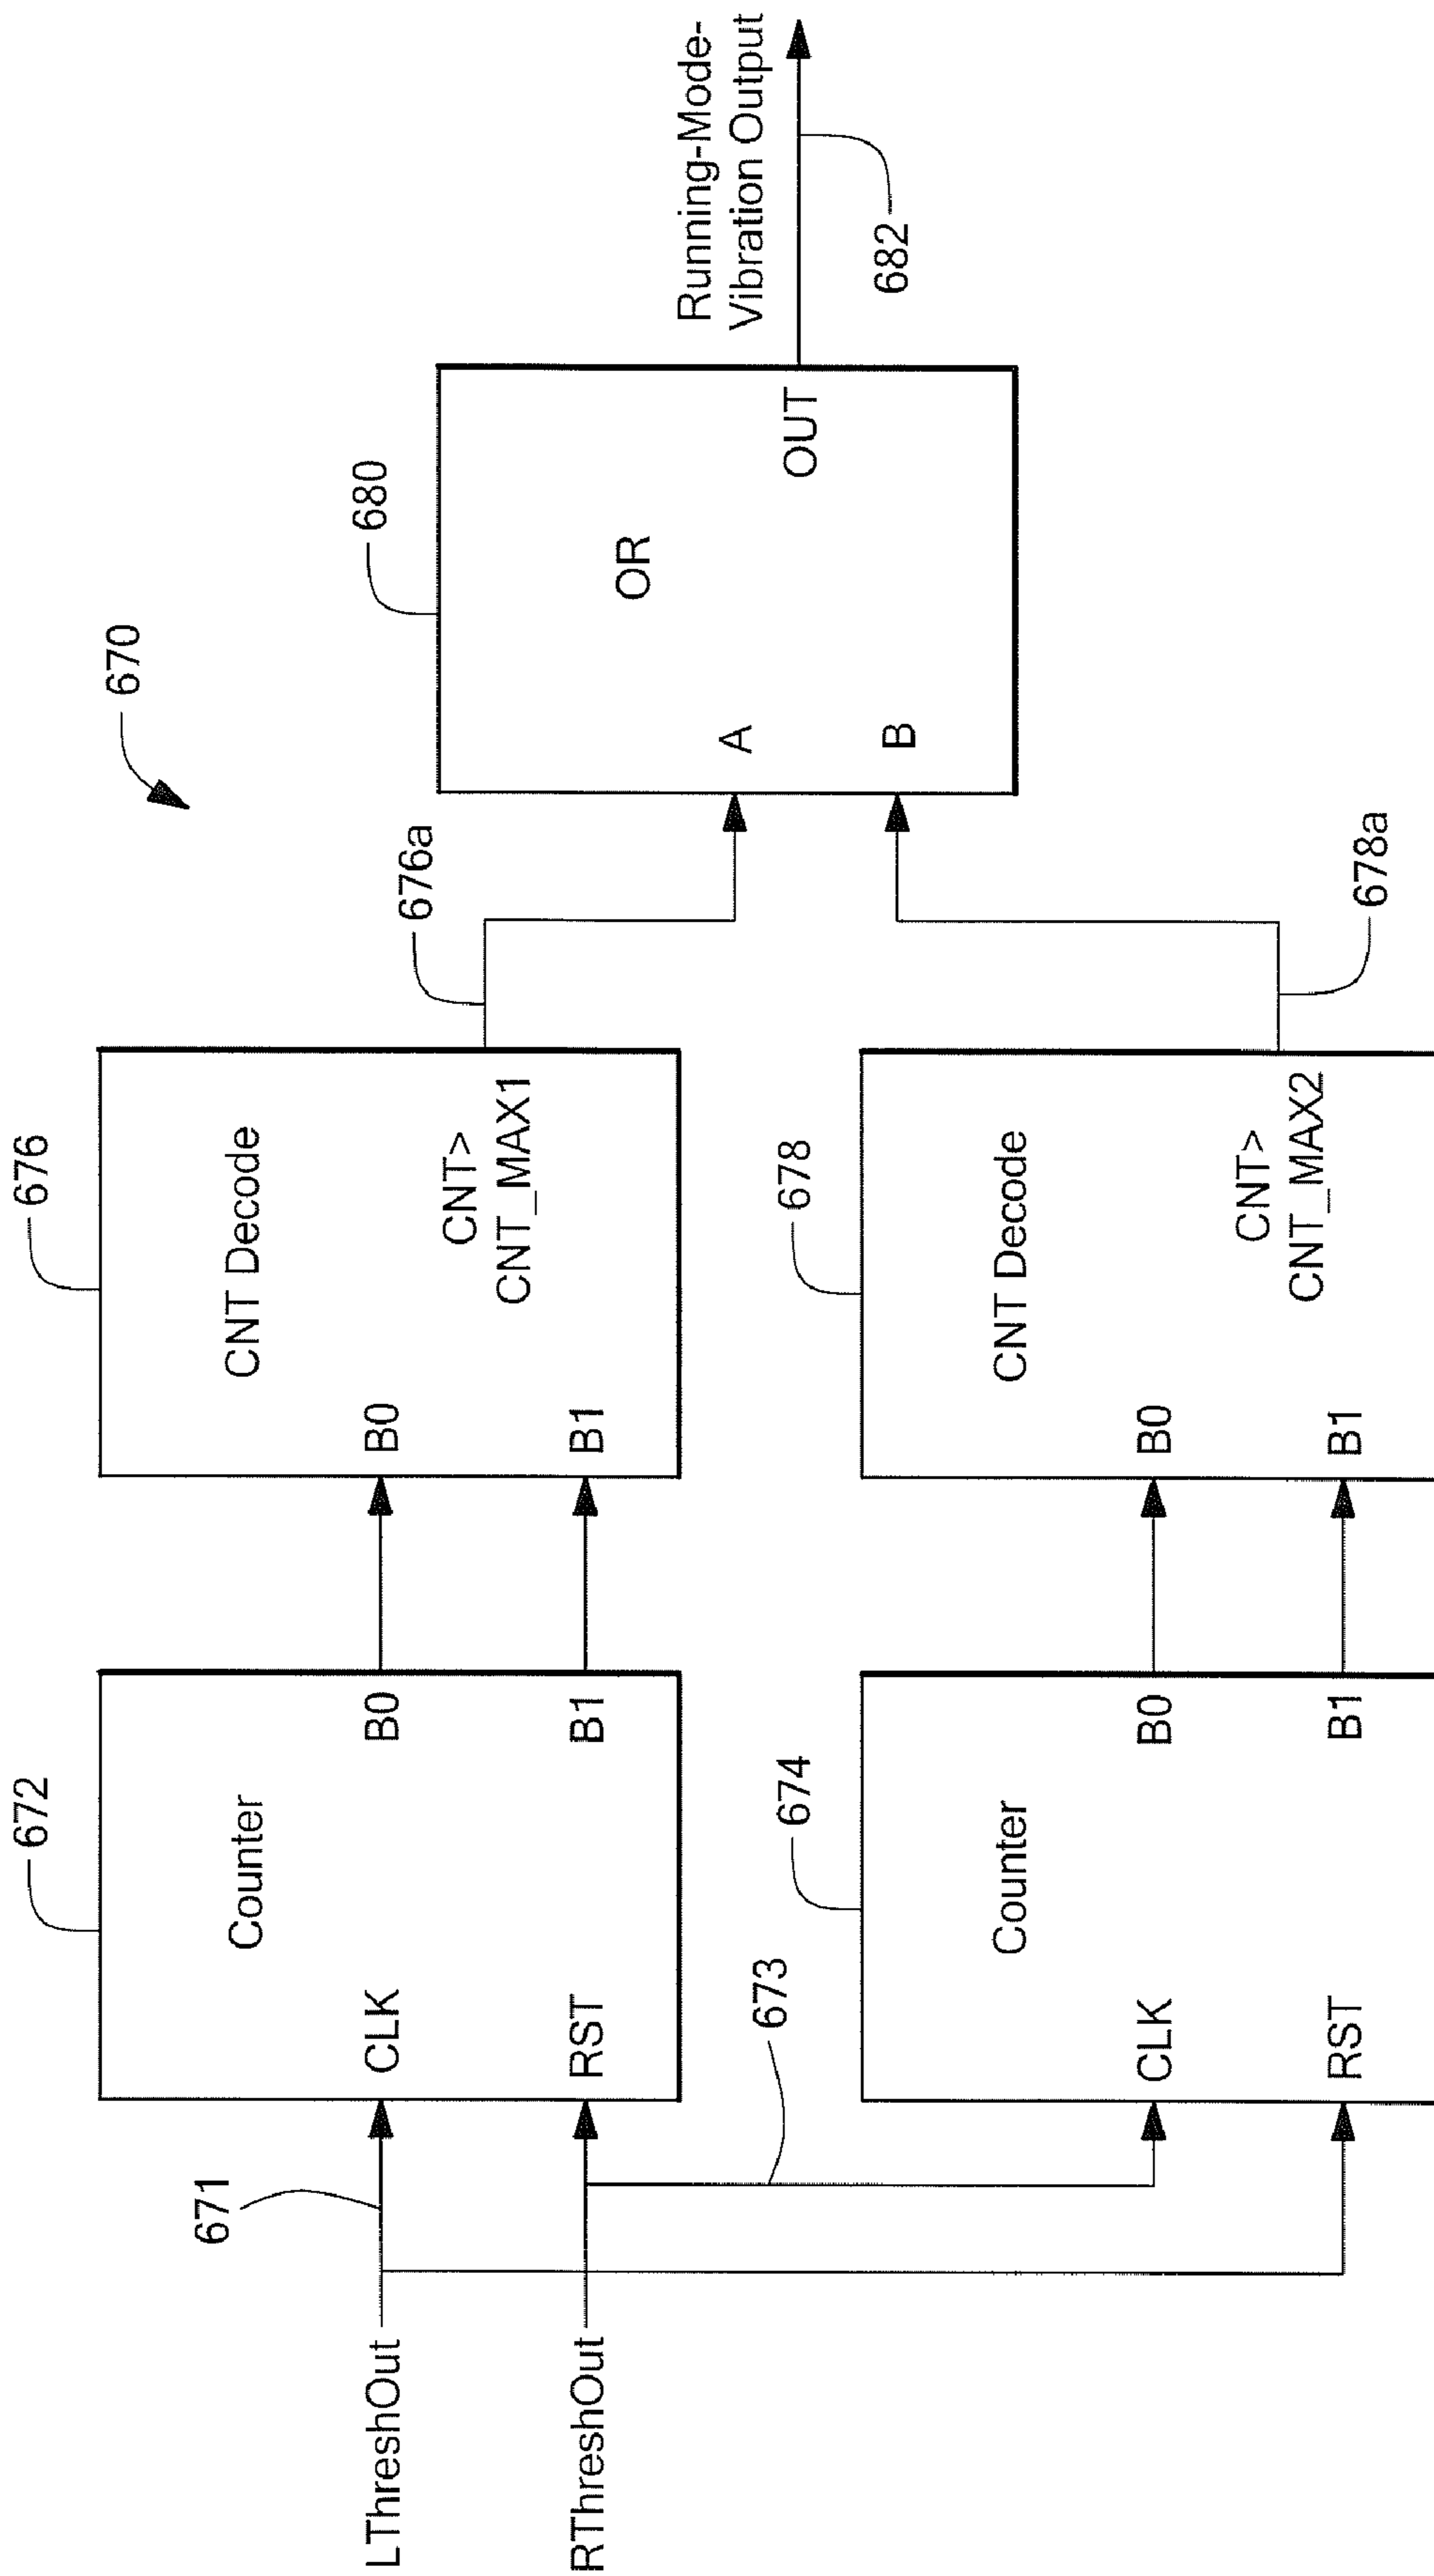 670
672
Counter
CLK
RST
B0
B1
676
CNT Decode
B0
B1
CNT>
CNT_MAX1
676a
680
OR
A
B
OUT
Running-Mode-
Vibration Output
682
671
LThreshOut
RThreshOut
673
674
Counter
CLK
RST
B0
B1
678
CNT Decode
B0
B1
CNT>
CNT_MAX2
678a